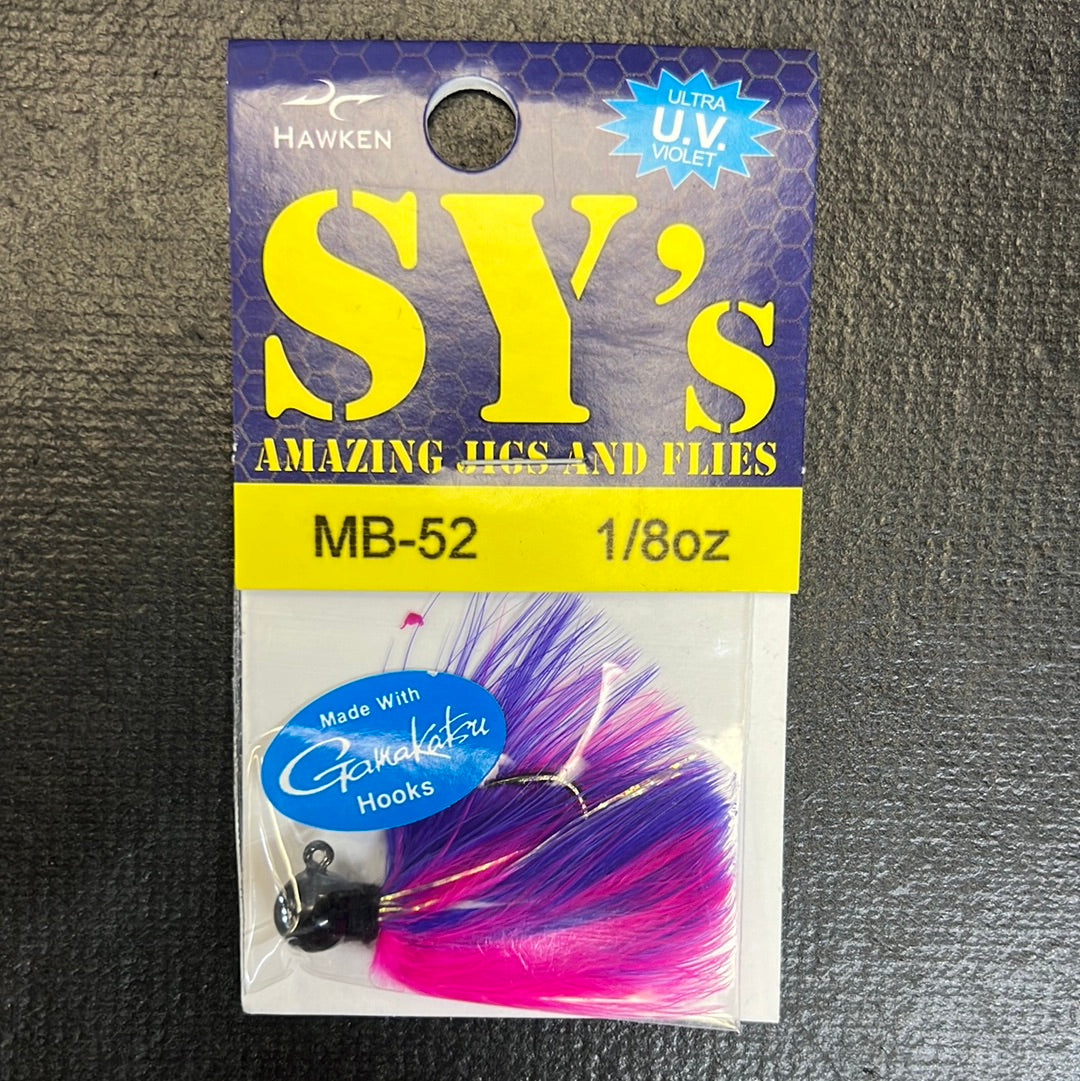 HAWKEN
ULTRA
U.V.
VIOLET
SY's
AMAZING JIGS AND FLIES
MB-52 1/8oz
Made With
Gamakatsu
Hooks